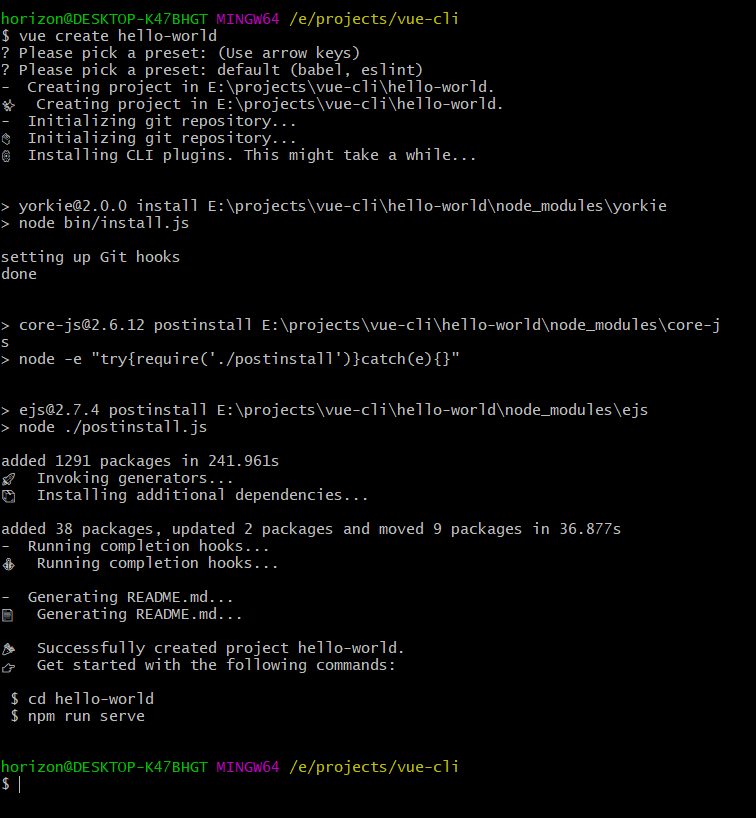 horizon@DESKTOP-K47BHGT MINGW64 /e/projects/vue-cli
$ vue create hello-world
? Please pick a preset: (Use arrow keys)
? Please pick a preset: default (babel, eslint)
-  Creating project in E:\projects\vue-cli\hello-world.
Creating project in E:\projects\vue-cli\hello-world.
-  Initializing git repository...
Initializing git repository...
Installing CLI plugins. This might take a while...
> yorkie@2.0.0 install E:\projects\vue-cli\hello-world\node_modules\yorkie
> node bin/install.js
setting up Git hooks
done
> core-js@2.6.12 postinstall E:\projects\vue-cli\hello-world\node_modules\core-j
s
> node -e "try{require('./postinstall')}catch(e){}"
> ejs@2.7.4 postinstall E:\projects\vue-cli\hello-world\node_modules\ejs
> node ./postinstall.js
added 1291 packages in 241.961s
Invoking generators...
Installing additional dependencies...
added 38 packages, updated 2 packages and moved 9 packages in 36.877s
-  Running completion hooks...
Running completion hooks...
-  Generating README.md...
Generating README.md...
Successfully created project hello-world.
Get started with the following commands:
$ cd hello-world
$ npm run serve
horizon@DESKTOP-K47BHGT MINGW64 /e/projects/vue-cli
$